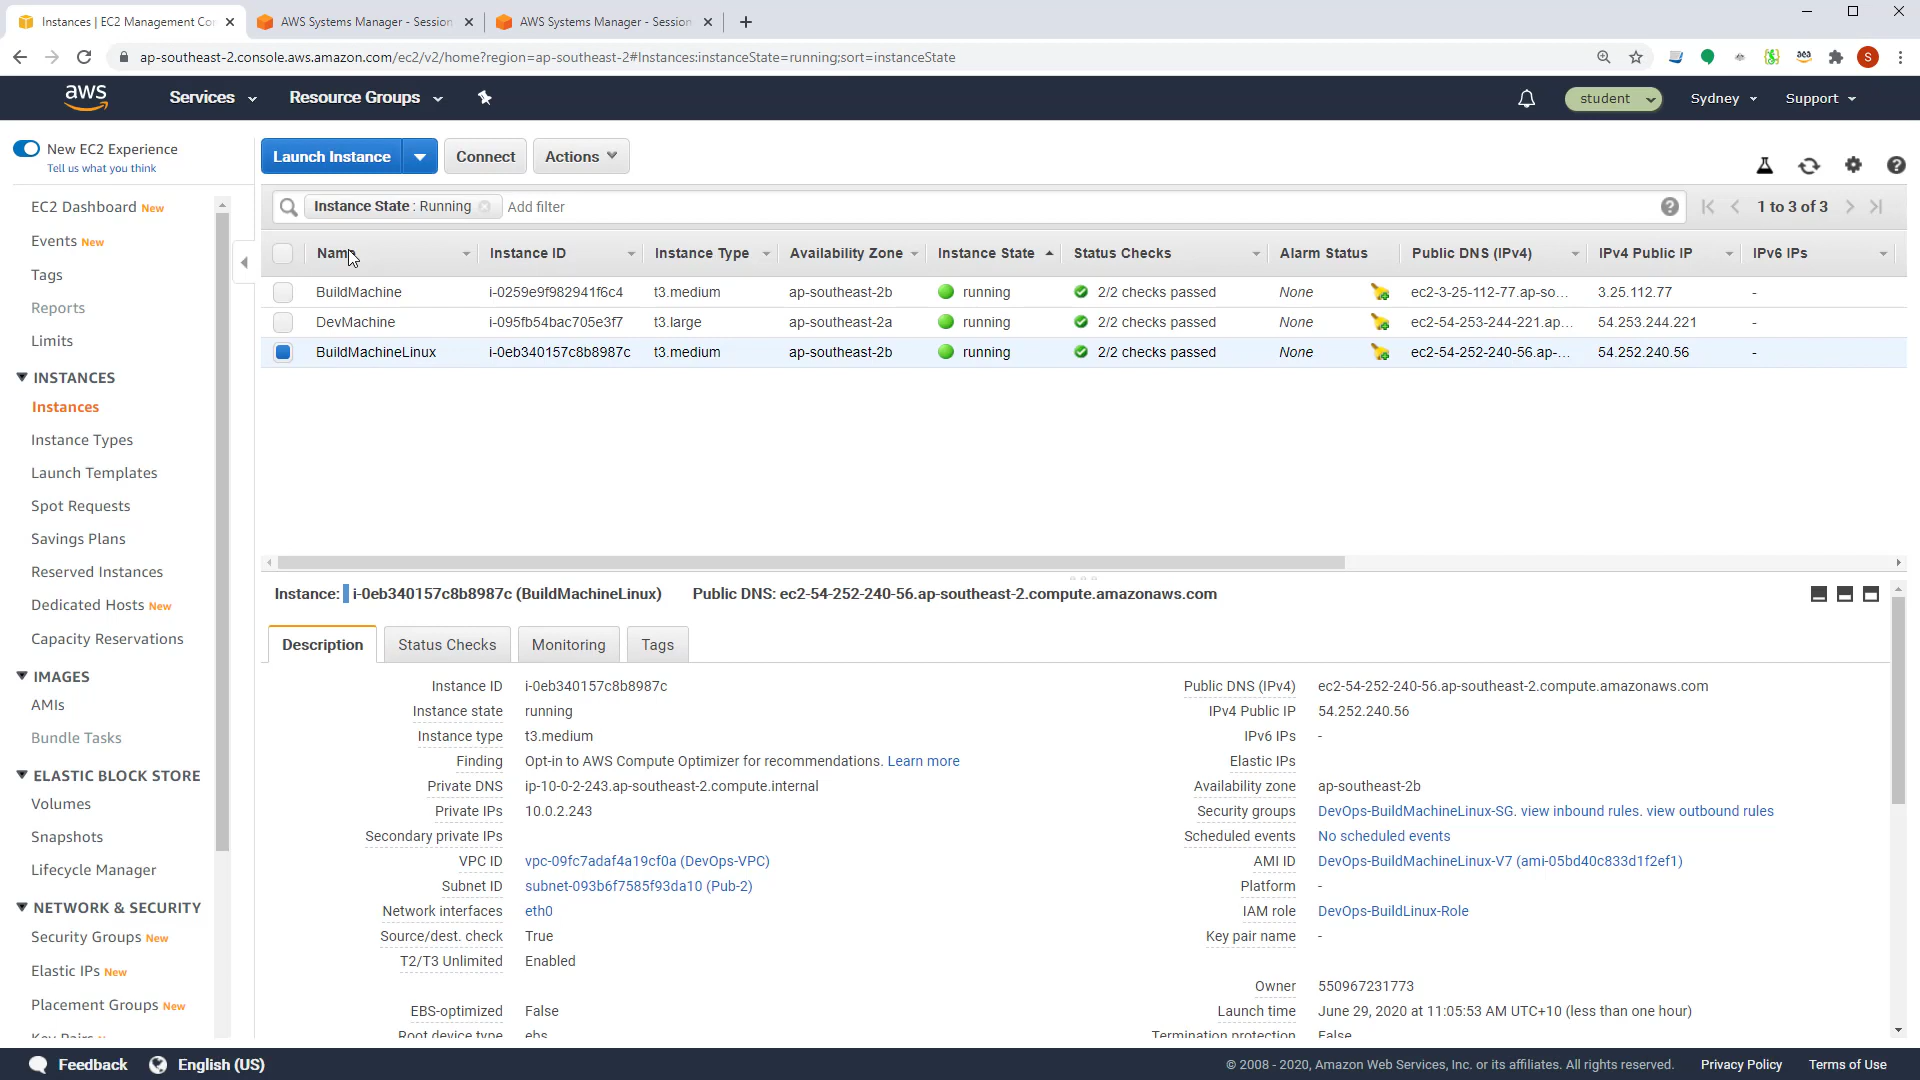 Instances | EC2 Management Con
AWS Systems Manager - Session
AWS Systems Manager - Session
ap-southeast-2.console.aws.amazon.com/ec2/v2/home?region=ap-southeast-2#Instances:instanceState=running;sort=instanceState
S
aws
Services
Resource Groups
student
Sydney
Support
New EC2 Experience
Tell us what you think
EC2 Dashboard New
Events New
Tags
Reports
Limits
INSTANCES
Instances
Instance Types
Launch Templates
Spot Requests
Savings Plans
Reserved Instances
Dedicated Hosts New
Capacity Reservations
IMAGES
AMIs
Bundle Tasks
ELASTIC BLOCK STORE
Volumes
Snapshots
Lifecycle Manager
NETWORK & SECURITY
Security Groups New
Elastic IPs New
Placement Groups New
Launch Instance
Connect
Actions
Instance State : Running
Add filter
1 to 3 of 3
Name Instance ID Instance Type Availability Zone Instance State Status Checks Alarm Status Public DNS (IPv4) IPv4 Public IP IPv6 IPs
BuildMachine i-0259e9f982941f6c4 t3.medium ap-southeast-2b running 2/2 checks passed None ec2-3-25-112-77.ap-so... 3.25.112.77 -
DevMachine i-095fb54bac705e3f7 t3.large ap-southeast-2a running 2/2 checks passed None ec2-54-253-244-221.ap... 54.253.244.221 -
BuildMachineLinux i-0eb340157c8b8987c t3.medium ap-southeast-2b running 2/2 checks passed None ec2-54-252-240-56.ap-... 54.252.240.56 -
Instance: i-0eb340157c8b8987c (BuildMachineLinux) Public DNS: ec2-54-252-240-56.ap-southeast-2.compute.amazonaws.com
Description
Status Checks
Monitoring
Tags
Instance ID i-0eb340157c8b8987c
Instance state running
Instance type t3.medium
Finding Opt-in to AWS Compute Optimizer for recommendations. Learn more
Private DNS ip-10-0-2-243.ap-southeast-2.compute.internal
Private IPs 10.0.2.243
Secondary private IPs
VPC ID vpc-09fc7adaf4a19cf0a (DevOps-VPC)
Subnet ID subnet-093b6f7585f93da10 (Pub-2)
Network interfaces eth0
Source/dest. check True
T2/T3 Unlimited Enabled
EBS-optimized False
Root device type ebs
Public DNS (IPv4) ec2-54-252-240-56.ap-southeast-2.compute.amazonaws.com
IPv4 Public IP 54.252.240.56
IPv6 IPs -
Elastic IPs
Availability zone ap-southeast-2b
Security groups DevOps-BuildMachineLinux-SG. view inbound rules. view outbound rules
Scheduled events No scheduled events
AMI ID DevOps-BuildMachineLinux-V7 (ami-05bd40c833d1f2ef1)
Platform -
IAM role DevOps-BuildLinux-Role
Key pair name -
Owner 550967231773
Launch time June 29, 2020 at 11:05:53 AM UTC+10 (less than one hour)
Termination protection False
Feedback
English (US)
© 2008 - 2020, Amazon Web Services, Inc. or its affiliates. All rights reserved.
Privacy Policy
Terms of Use